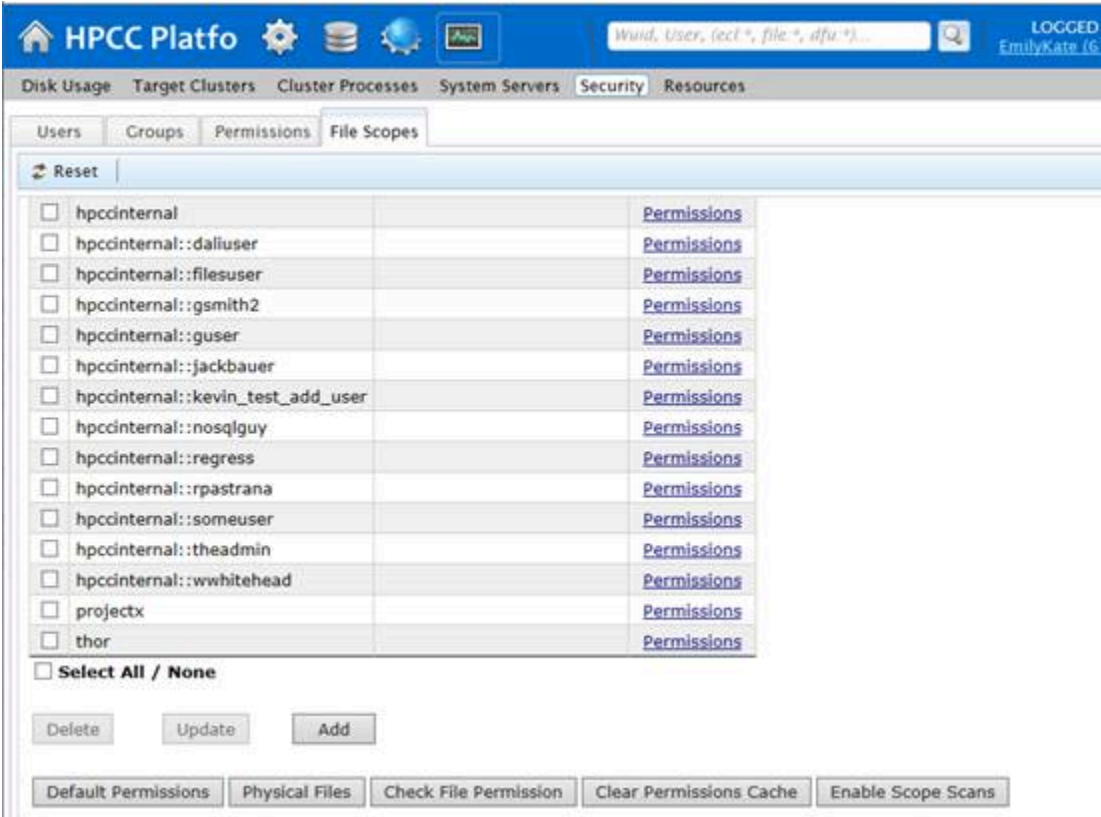 HPCC Platfo
Wuid, User, (ecl:*, file:*, dfu:*)...
LOGGED
EmilyKate (6
Disk Usage Target Clusters Cluster Processes System Servers Security Resources
Users Groups Permissions File Scopes
Reset
hpccinternal Permissions
hpccinternal::daliuser Permissions
hpccinternal::filesuser Permissions
hpccinternal::gsmith2 Permissions
hpccinternal::guser Permissions
hpccinternal::jackbauer Permissions
hpccinternal::kevin_test_add_user Permissions
hpccinternal::nosqlguy Permissions
hpccinternal::regress Permissions
hpccinternal::rpastrana Permissions
hpccinternal::someuser Permissions
hpccinternal::theadmin Permissions
hpccinternal::wwhitehead Permissions
projectx Permissions
thor Permissions
Select All / None
Delete Update Add
Default Permissions Physical Files Check File Permission Clear Permissions Cache Enable Scope Scans